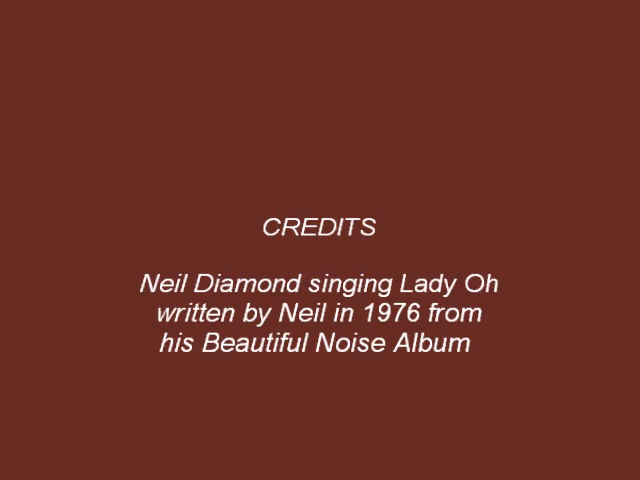 CREDITS
Neil Diamond singing Lady Oh
written by Neil in 1976 from
his Beautiful Noise Album